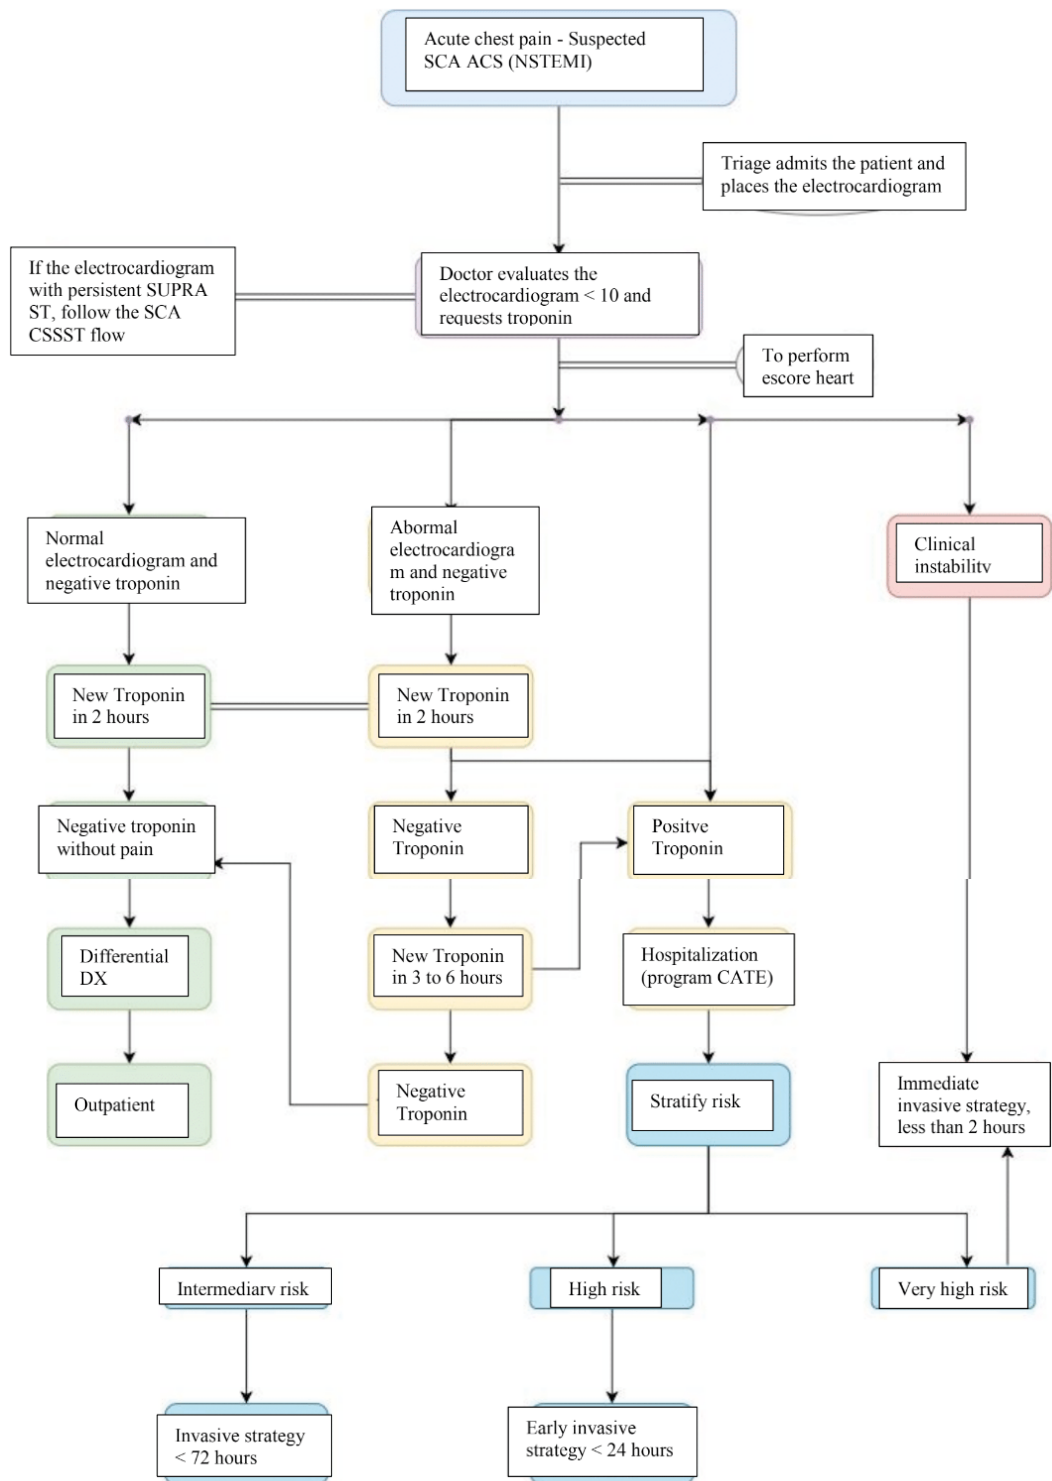 Acute chest pain - Suspected
SCA ACS (NSTEMI)
Triage admits the patient and
places the electrocardiogram
If the electrocardiogram
with persistent SUPRA
ST, follow the SCA
CSSST flow
Doctor evaluates the
electrocardiogram < 10 and
requests troponin
To perform
escore heart
Normal
electrocardiogram and
negative troponin
Abormal
electrocardiogra
m and negative
troponin
Clinical
instability
New Troponin
in 2 hours
New Troponin
in 2 hours
Negative troponin
without pain
Negative
Troponin
Positve
Troponin
Differential
DX
New Troponin
in 3 to 6 hours
Hospitalization
(program CATE)
Outpatient
Negative
Troponin
Stratify risk
Immediate
invasive strategy,
less than 2 hours
Intermediary risk
High risk
Very high risk
Invasive strategy
< 72 hours
Early invasive
strategy < 24 hours